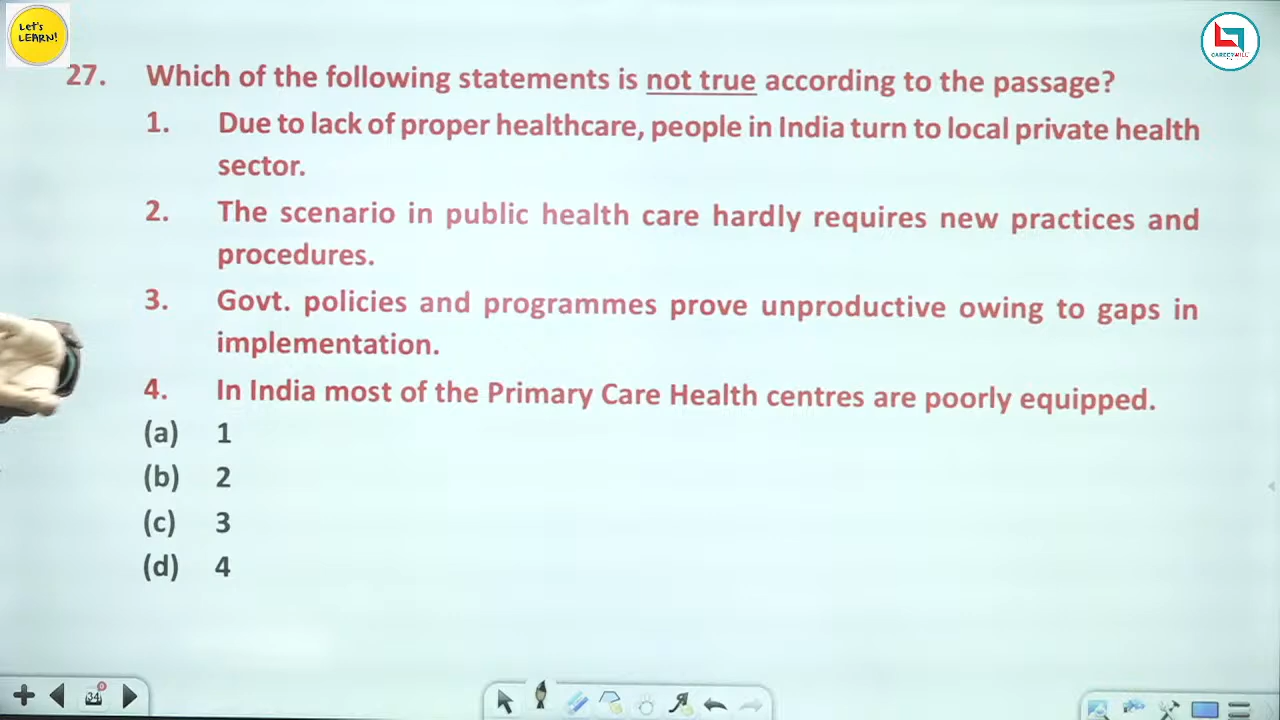 Let's
LEARN!
CAREERWILL
27. Which of the following statements is not true according to the passage?
1. Due to lack of proper healthcare, people in India turn to local private health
sector.
2. The scenario in public health care hardly requires new practices and
procedures.
3. Govt. policies and programmes prove unproductive owing to gaps in
implementation.
4. In India most of the Primary Care Health centres are poorly equipped.
(a) 1
(b) 2
(c) 3
(d) 4
34